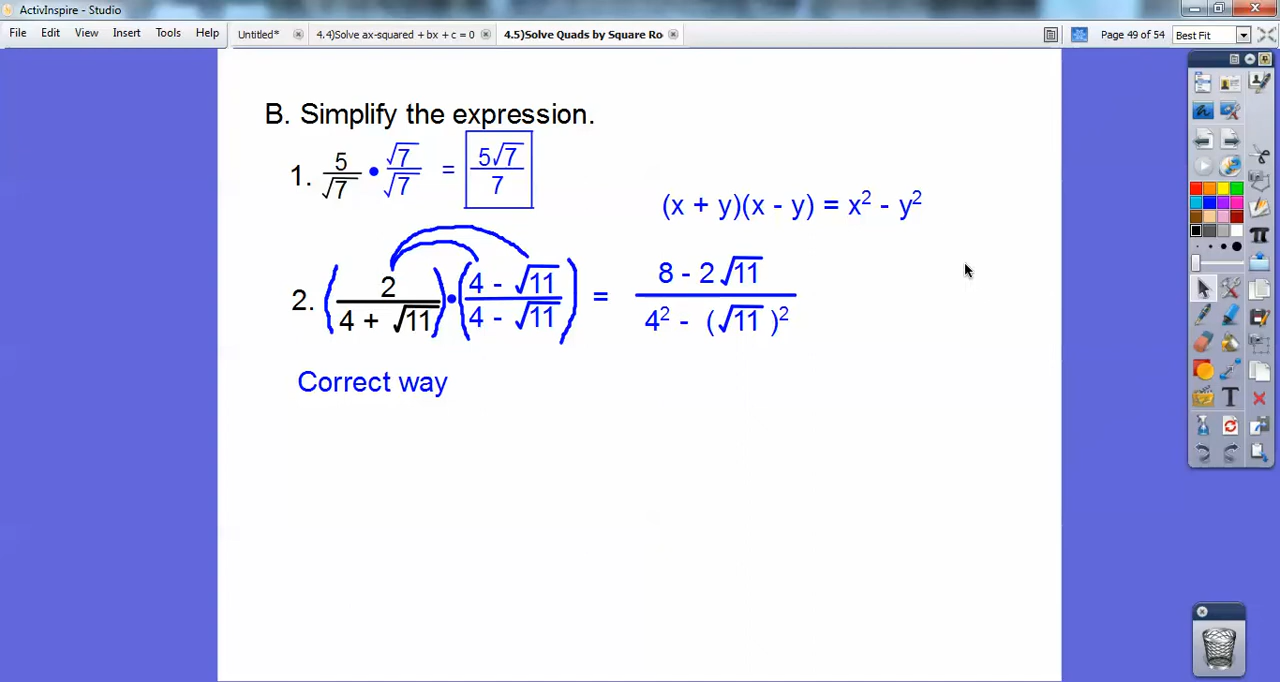 ActivInspire - Studio
File Edit View Insert Tools Help
Untitled* 4.4)Solve ax-squared + bx + c = 0 4.5)Solve Quads by Square Ro
Page 49 of 54 Best Fit
B. Simplify the expression.
1. 5/√7 • √7/√7 = 5√7/7
(x + y)(x - y) = x² - y²
2. (2/(4 + √11)) • ((4 - √11)/(4 - √11)) = (8 - 2√11)/(4² - (√11)²)
Correct way